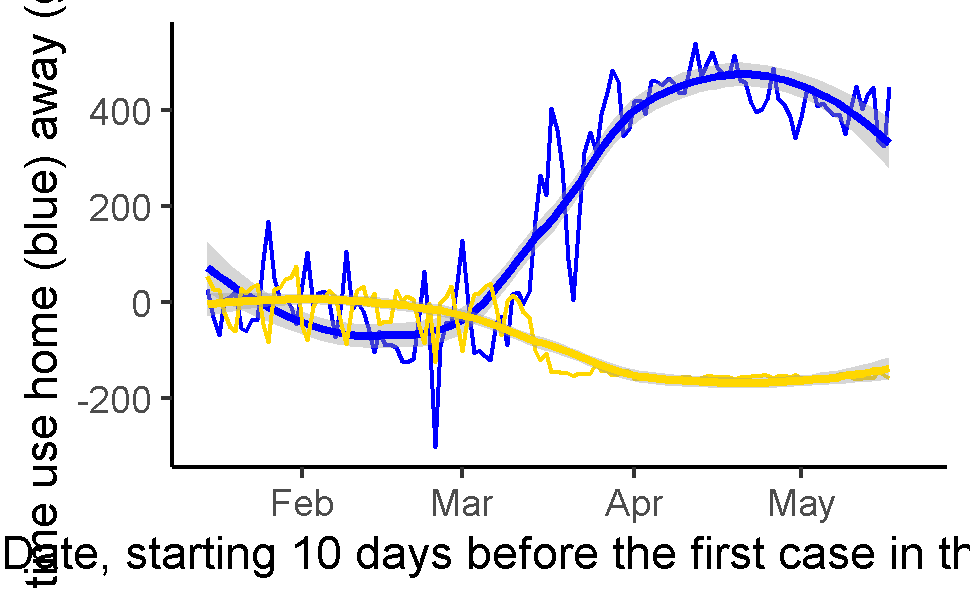 time use home (blue) away (
400
200
0
-200
Feb Mar Apr May
Date, starting 10 days before the first case in th